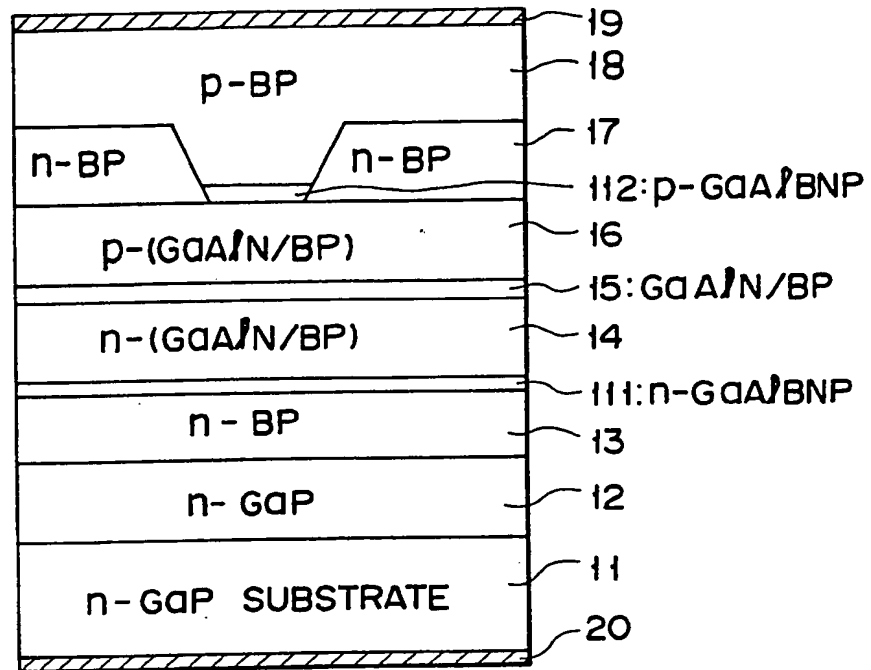 19
p-BP
18
n-BP
n-BP
17
112:p-GaAlBNP
p-(GaAlN/BP)
16
15:GaAlN/BP
n-(GaAlN/BP)
14
111:n-GaAlBNP
n-BP
13
n-GaP
12
n-GaP SUBSTRATE
11
20